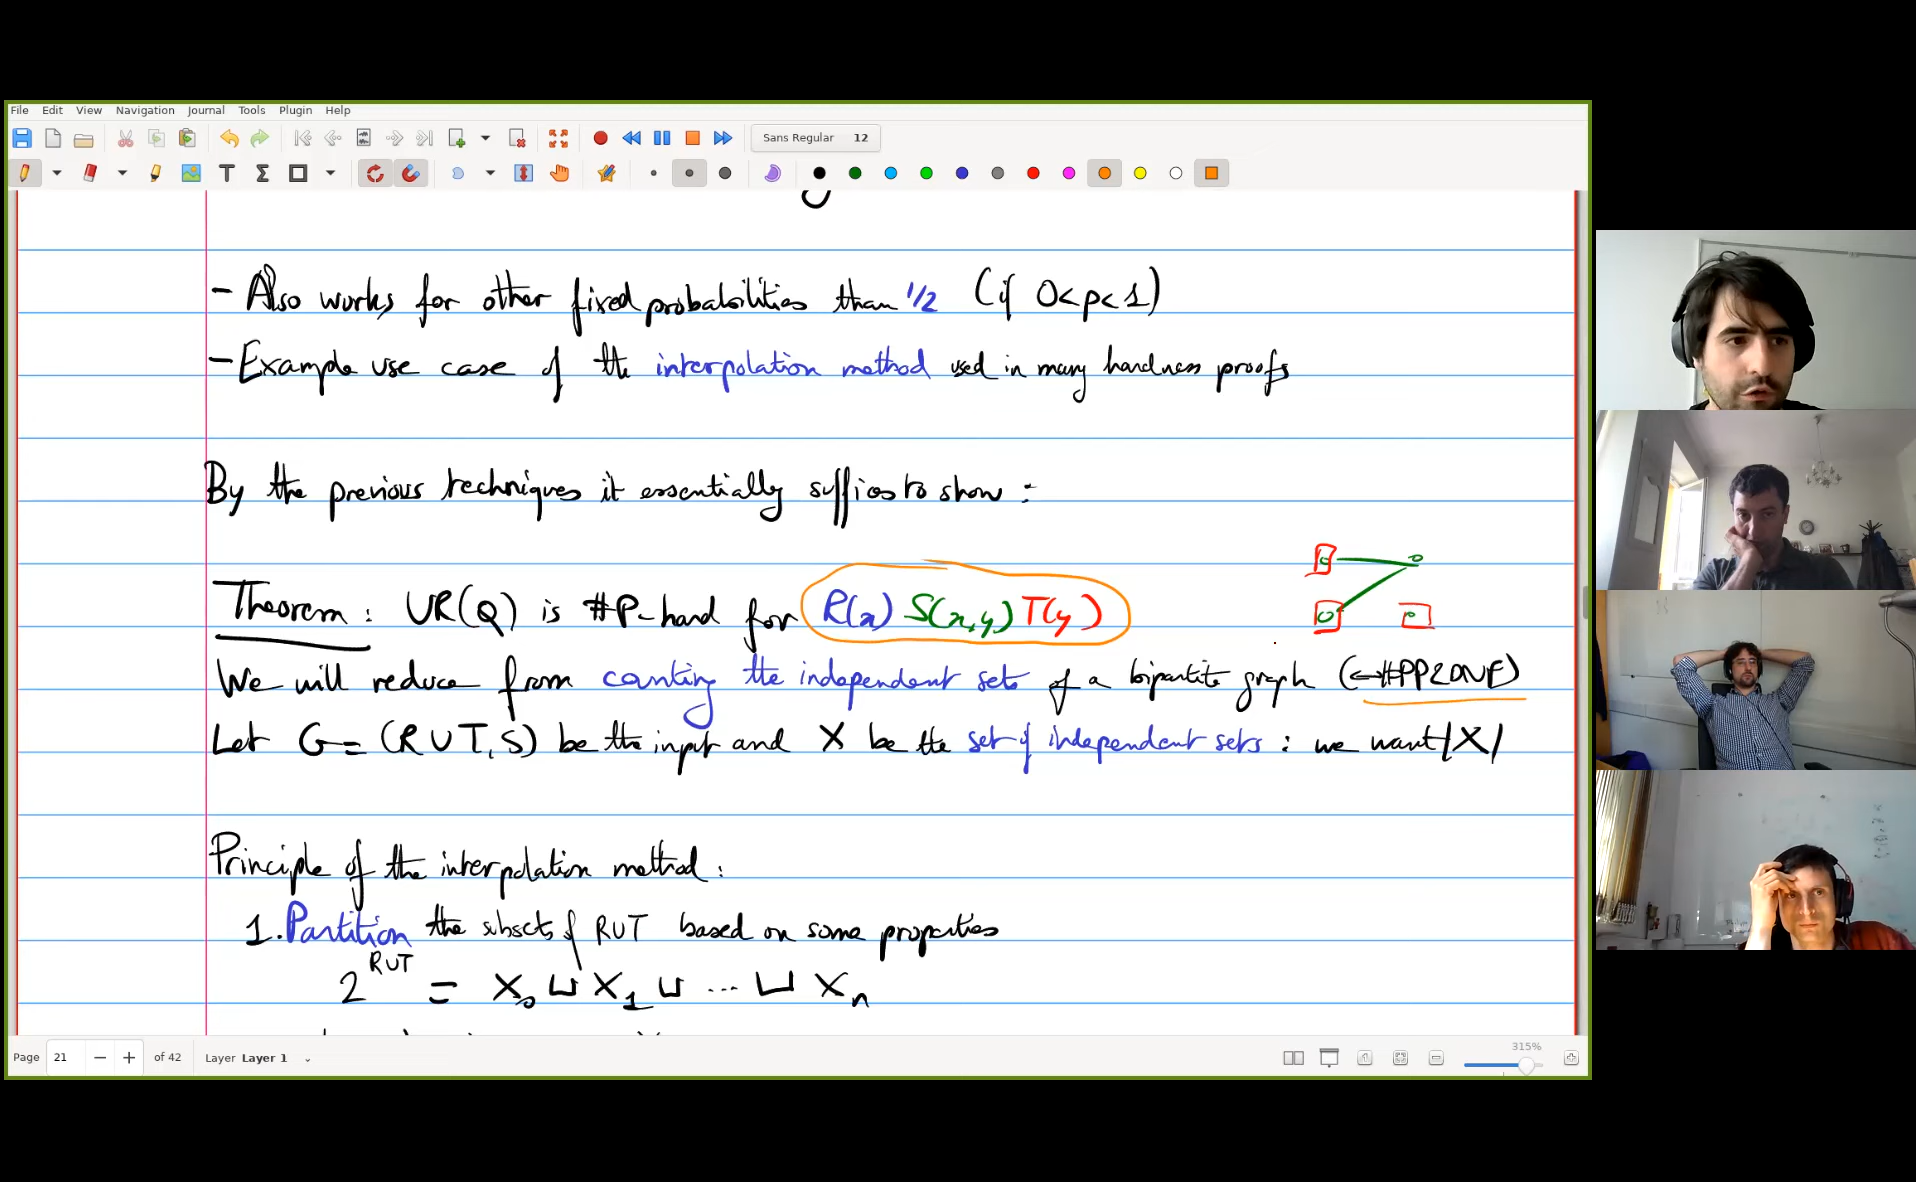 File Edit View Navigation Journal Tools Plugin Help
Sans Regular 12
- Also works for other fixed probabilities than 1/2 (if 0<p<1)
- Example use case of the interpolation method used in many hardness proofs
By the previous techniques it essentially suffices to show :
Theorem : UR(Q) is #P-hard for R(x) S(x,y) T(y)
We will reduce from counting the independent sets of a bipartite graph (↔#PP2DNF)
Let G = (R∪T, S) be the input and X be the set of independent sets : we want |X|
Principle of the interpolation method :
1. Partition the subsets of R∪T based on some properties
2^{R∪T} = X₀ ⊔ X₁ ⊔ ... ⊔ Xₙ
Page 21 of 42 Layer Layer 1 315%